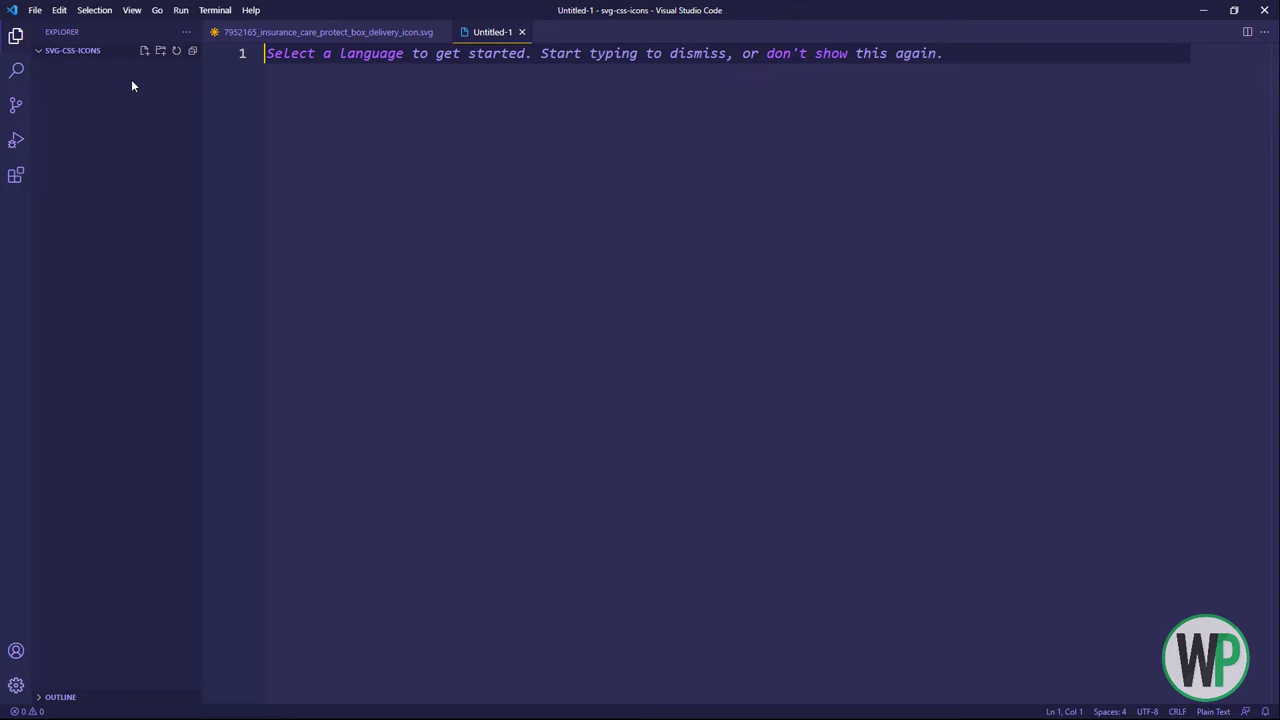 File Edit Selection View Go Run Terminal Help
Untitled-1 - svg-css-icons - Visual Studio Code
EXPLORER
7952165_insurance_care_protect_box_delivery_icon.svg
Untitled-1
SVG-CSS-ICONS
1 Select a language to get started. Start typing to dismiss, or don't show this again.
WP
OUTLINE
0 0
Ln 1, Col 1 Spaces: 4 UTF-8 CRLF Plain Text